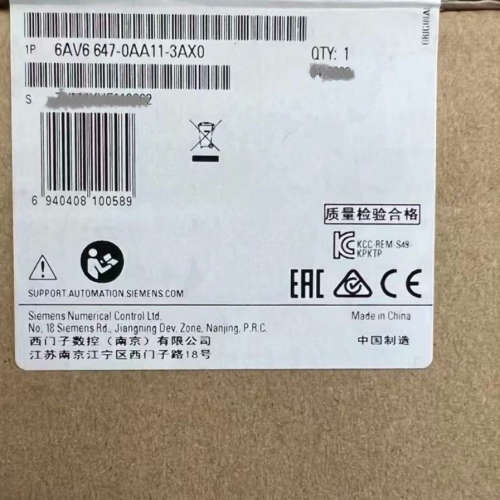 1P 6AV6 647-0AA11-3AX0
QTY: 1
ORIGINAL
S
6 940408 100589
质量检验合格
KCC-REM-S49-
KPKTP
EAC CE
SUPPORT.AUTOMATION.SIEMENS.COM
Siemens Numerical Control Ltd.
Made in China
No, 18 Siemens Rd., Jiangning Dev, Zone, Nanjing, P.R.C.
西门子数控（南京）有限公司
中国制造
江苏南京江宁区西门子路18号